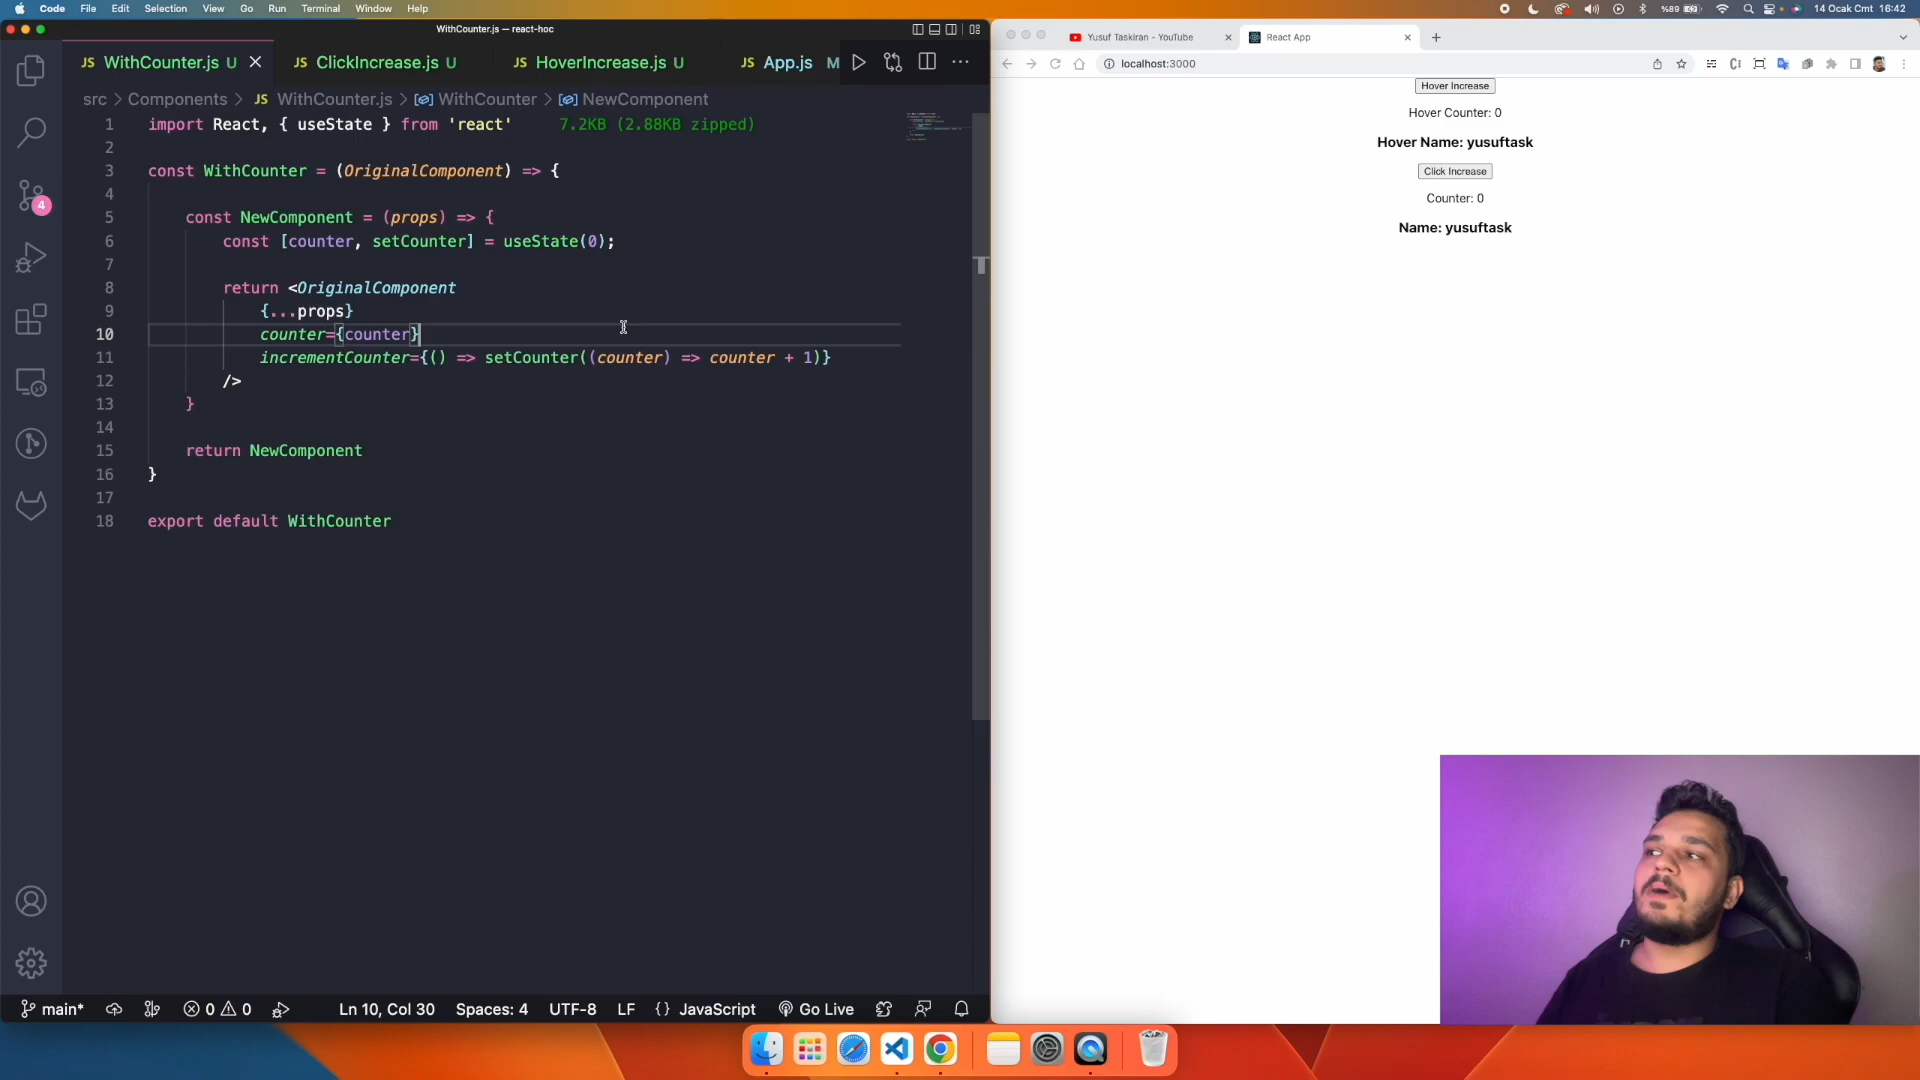 Code File Edit Selection View Go Run Terminal Window Help
%89
14 Ocak Cmt 16:42
WithCounter.js — react-hoc
JS WithCounter.js U
JS ClickIncrease.js U
JS HoverIncrease.js U
JS App.js M
src > Components > JS WithCounter.js > WithCounter > NewComponent
1 import React, { useState } from 'react' 7.2KB (2.88KB zipped)
2
3 const WithCounter = (OriginalComponent) => {
4
5 const NewComponent = (props) => {
6 const [counter, setCounter] = useState(0);
7
8 return <OriginalComponent
9 {...props}
10 counter={counter}
11 incrementCounter={() => setCounter((counter) => counter + 1)}
12 />
13 }
14
15 return NewComponent
16 }
17
18 export default WithCounter
4
main*
0 0
Ln 10, Col 30
Spaces: 4
UTF-8
LF
{} JavaScript
Go Live
Yusuf Taskiran - YouTube
React App
localhost:3000
Hover Increase
Hover Counter: 0
Hover Name: yusuftask
Click Increase
Counter: 0
Name: yusuftask